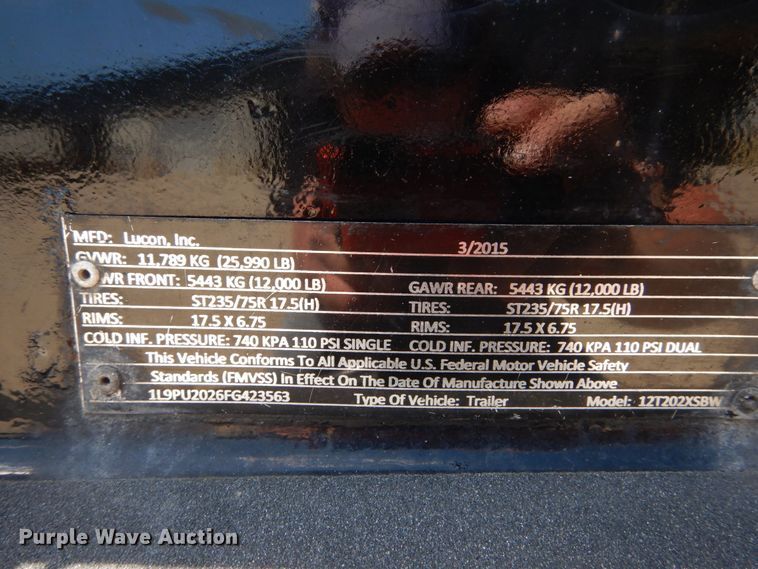 MFD: Lucon, Inc. 3/2015
GVWR: 11,789 KG (25,990 LB)
GAWR FRONT: 5443 KG (12,000 LB) GAWR REAR: 5443 KG (12,000 LB)
TIRES: ST235/75R 17.5(H) TIRES: ST235/75R 17.5(H)
RIMS: 17.5 X 6.75 RIMS: 17.5 X 6.75
COLD INF. PRESSURE: 740 KPA 110 PSI SINGLE COLD INF. PRESSURE: 740 KPA 110 PSI DUAL
This Vehicle Conforms To All Applicable U.S. Federal Motor Vehicle Safety
Standards (FMVSS) In Effect On The Date Of Manufacture Shown Above
1L9PU2026FG423563 Type Of Vehicle: Trailer Model: 12T202XSBW
Purple Wave Auction